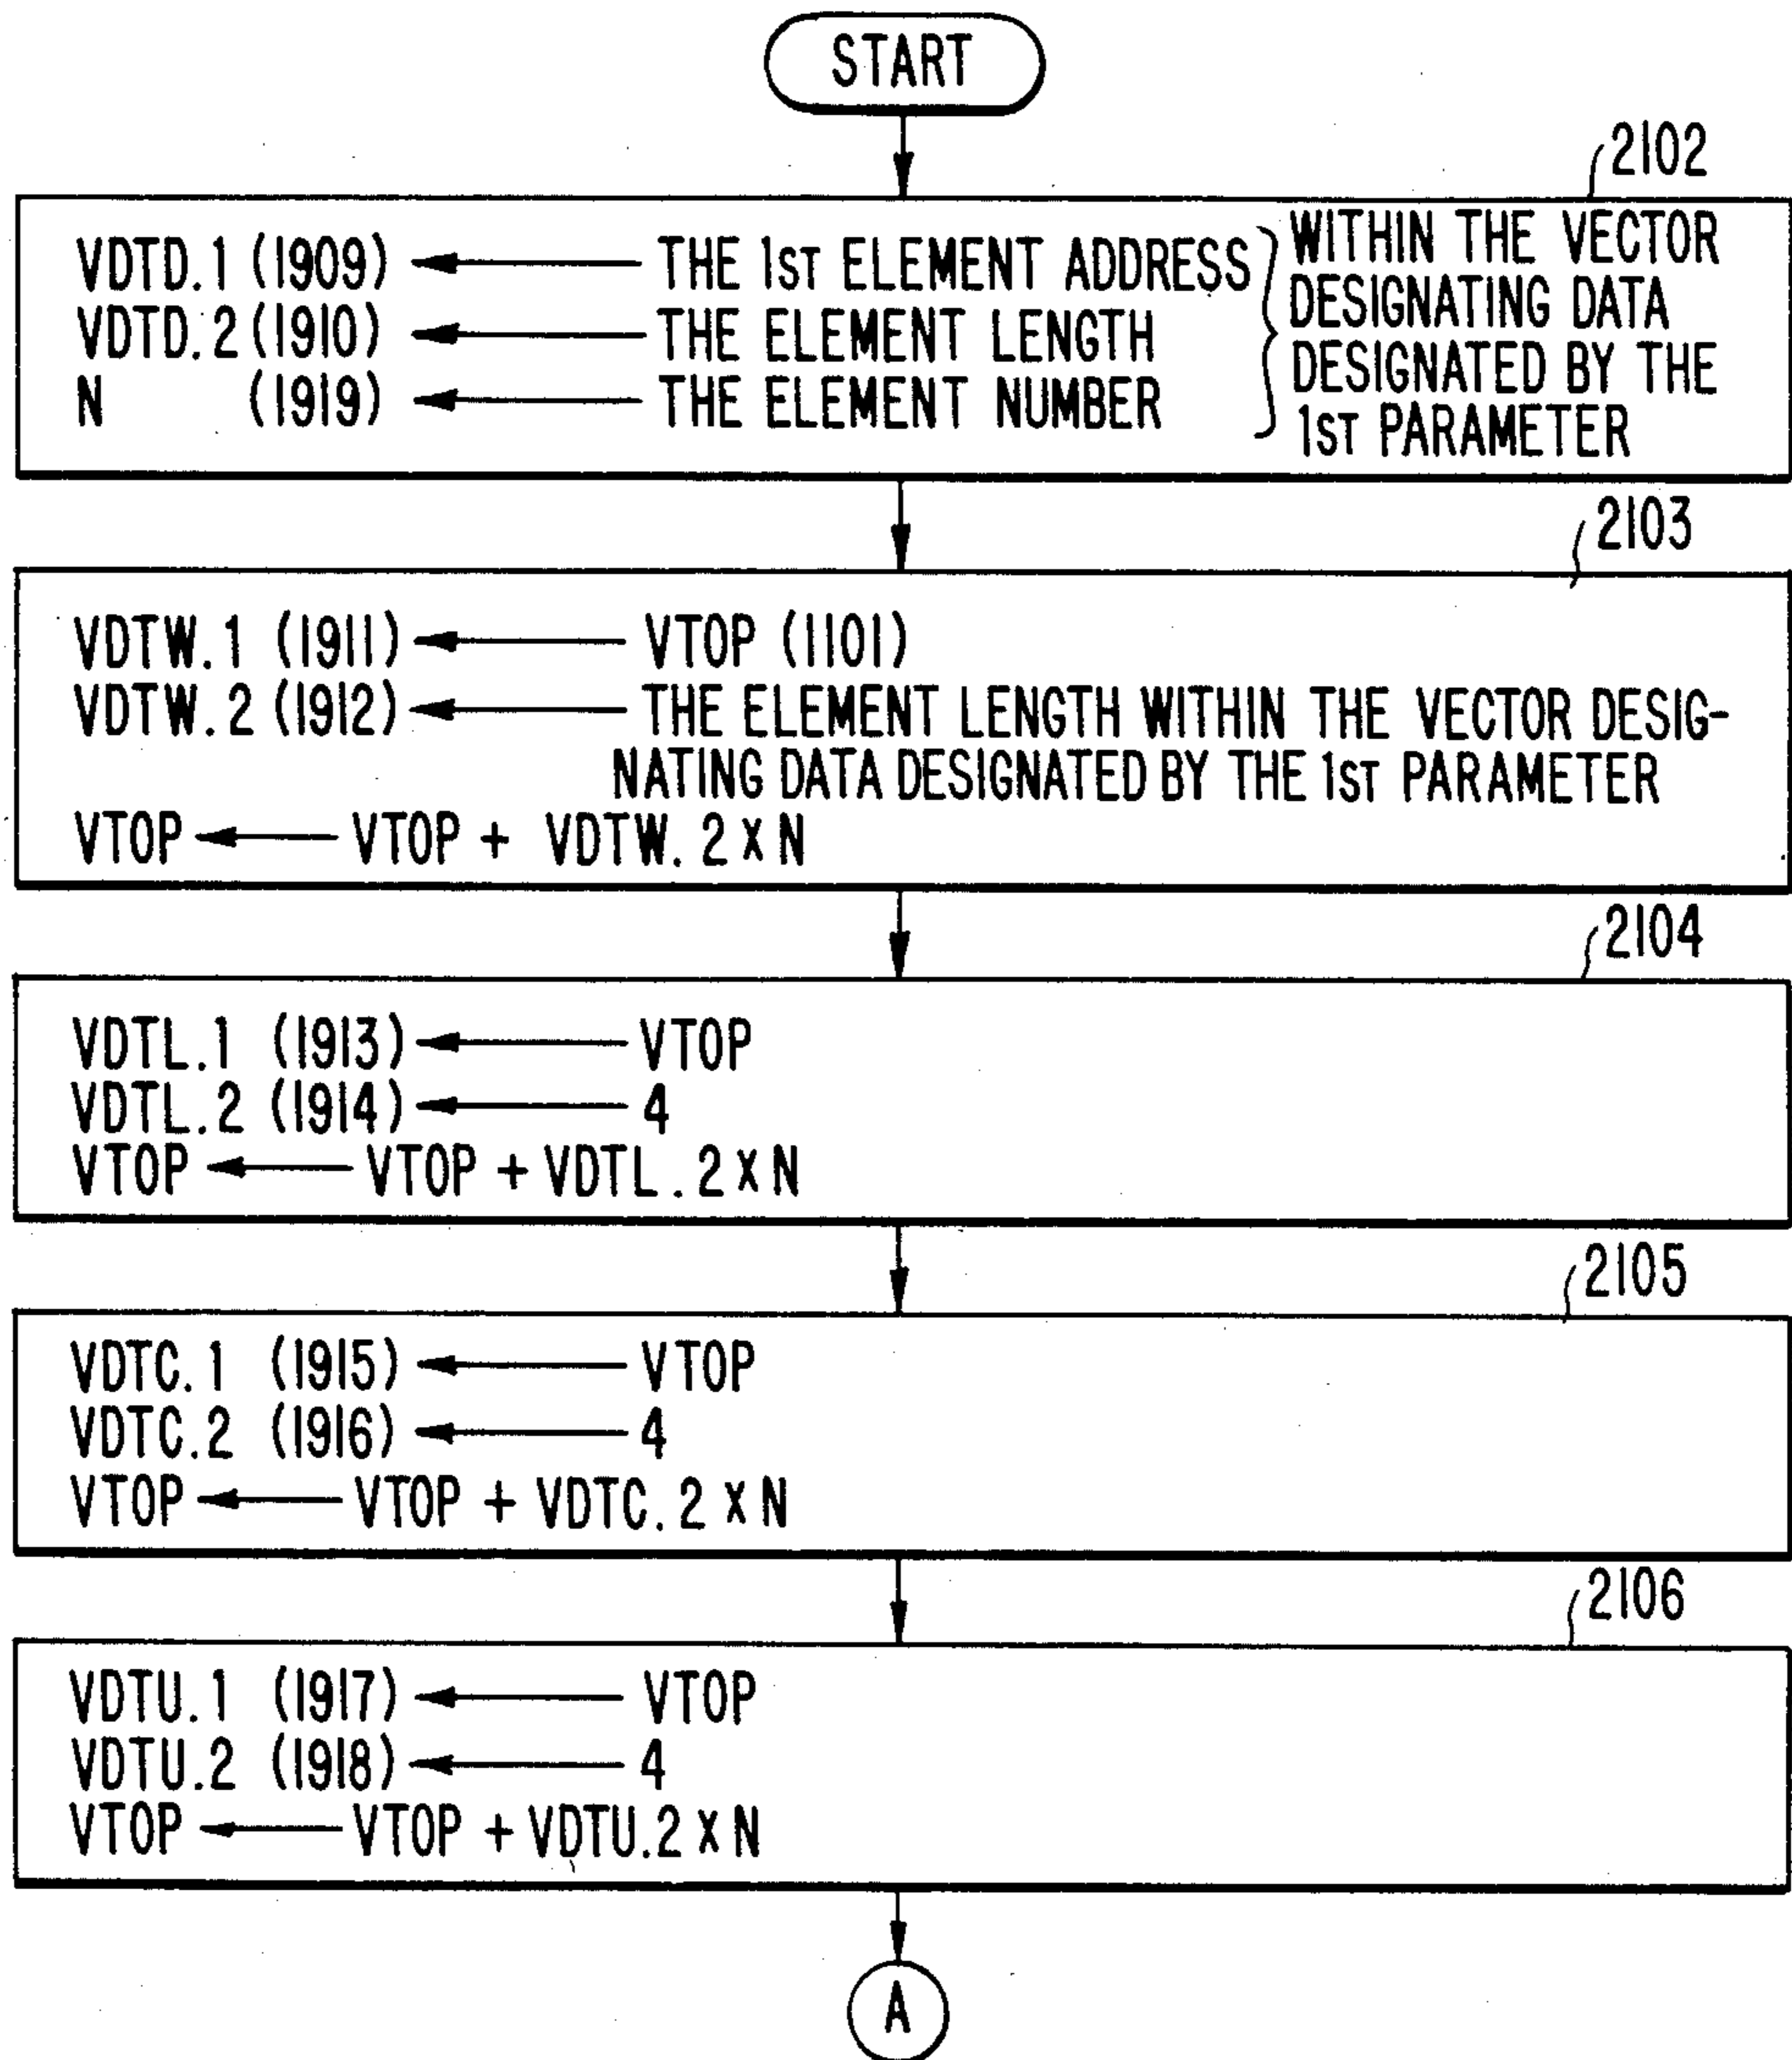 START
2102
VDTD.1 (1909) ← THE 1ST ELEMENT ADDRESS
VDTD.2 (1910) ← THE ELEMENT LENGTH
N (1919) ← THE ELEMENT NUMBER
WITHIN THE VECTOR
DESIGNATING DATA
DESIGNATED BY THE
1ST PARAMETER
2103
VDTW.1 (1911) ← VTOP (1101)
VDTW.2 (1912) ← THE ELEMENT LENGTH WITHIN THE VECTOR DESIG-
NATING DATA DESIGNATED BY THE 1ST PARAMETER
VTOP ← VTOP + VDTW.2 × N
2104
VDTL.1 (1913) ← VTOP
VDTL.2 (1914) ← 4
VTOP ← VTOP + VDTL.2 × N
2105
VDTC.1 (1915) ← VTOP
VDTC.2 (1916) ← 4
VTOP ← VTOP + VDTC.2 × N
2106
VDTU.1 (1917) ← VTOP
VDTU.2 (1918) ← 4
VTOP ← VTOP + VDTU.2 × N
A